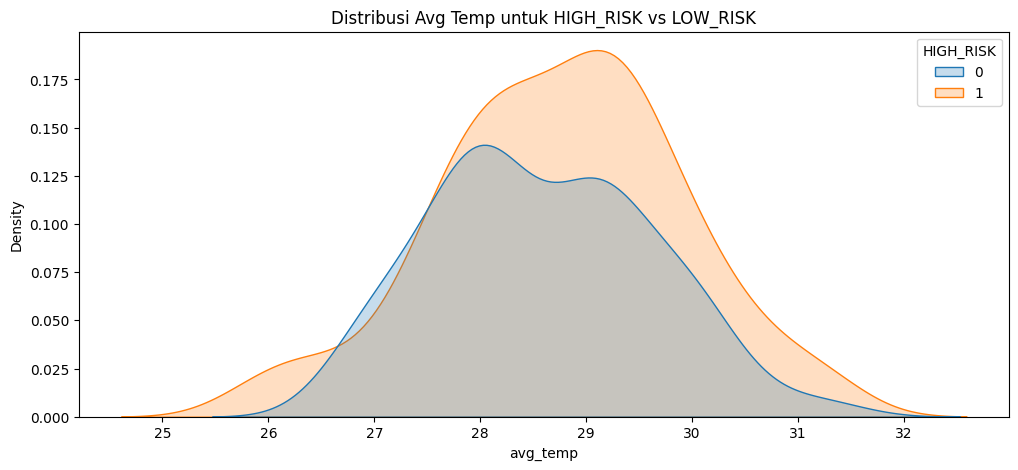 Distribusi Avg Temp untuk HIGH_RISK vs LOW_RISK
HIGH_RISK
0
1
Density
0.175
0.150
0.125
0.100
0.075
0.050
0.025
0.000
25 26 27 28 29 30 31 32
avg_temp